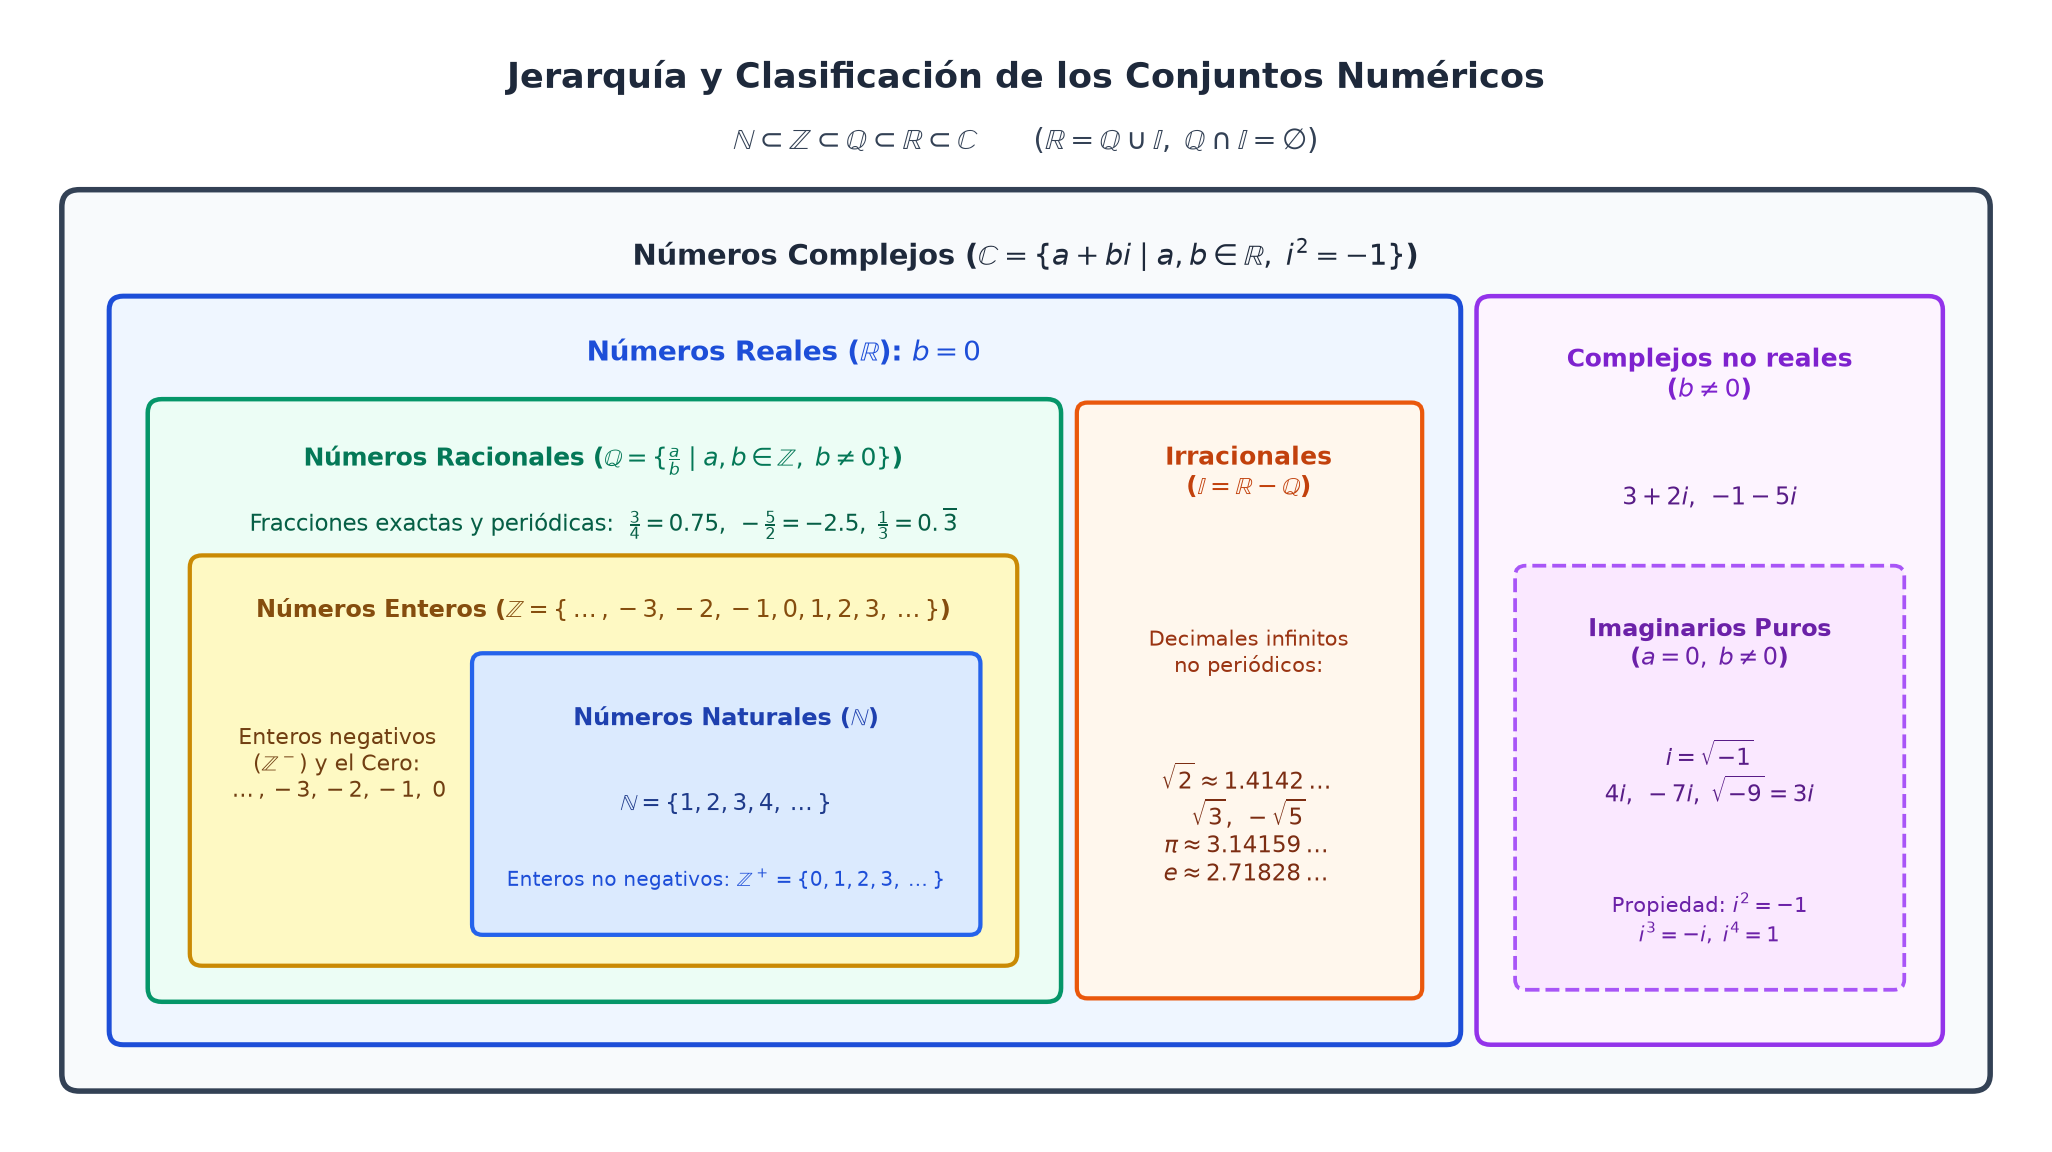 Jerarquía y Clasificación de los Conjuntos Numéricos
ℕ ⊂ ℤ ⊂ ℚ ⊂ ℝ ⊂ ℂ (ℝ = ℚ ∪ 𝕀, ℚ ∩ 𝕀 = ∅)
Números Complejos (ℂ = {a + bi | a, b ∈ ℝ, i² = −1})
Números Reales (ℝ): b = 0
Números Racionales (ℚ = {a/b | a, b ∈ ℤ, b ≠ 0})
Fracciones exactas y periódicas: 3/4 = 0.75, −5/2 = −2.5, 1/3 = 0.3̅
Números Enteros (ℤ = { … , −3, −2, −1, 0, 1, 2, 3, … })
Enteros negativos
(ℤ⁻) y el Cero:
… , −3, −2, −1, 0
Números Naturales (ℕ)
ℕ = {1, 2, 3, 4, … }
Enteros no negativos: ℤ⁺ = {0, 1, 2, 3, … }
Irracionales
(𝕀 = ℝ − ℚ)
Decimales infinitos
no periódicos:
√2 ≈ 1.4142 …
√3, −√5
π ≈ 3.14159 …
e ≈ 2.71828 …
Complejos no reales
(b ≠ 0)
3 + 2i, −1 − 5i
Imaginarios Puros
(a = 0, b ≠ 0)
i = √−1
4i, −7i, √−9 = 3i
Propiedad: i² = −1
i³ = −i, i⁴ = 1